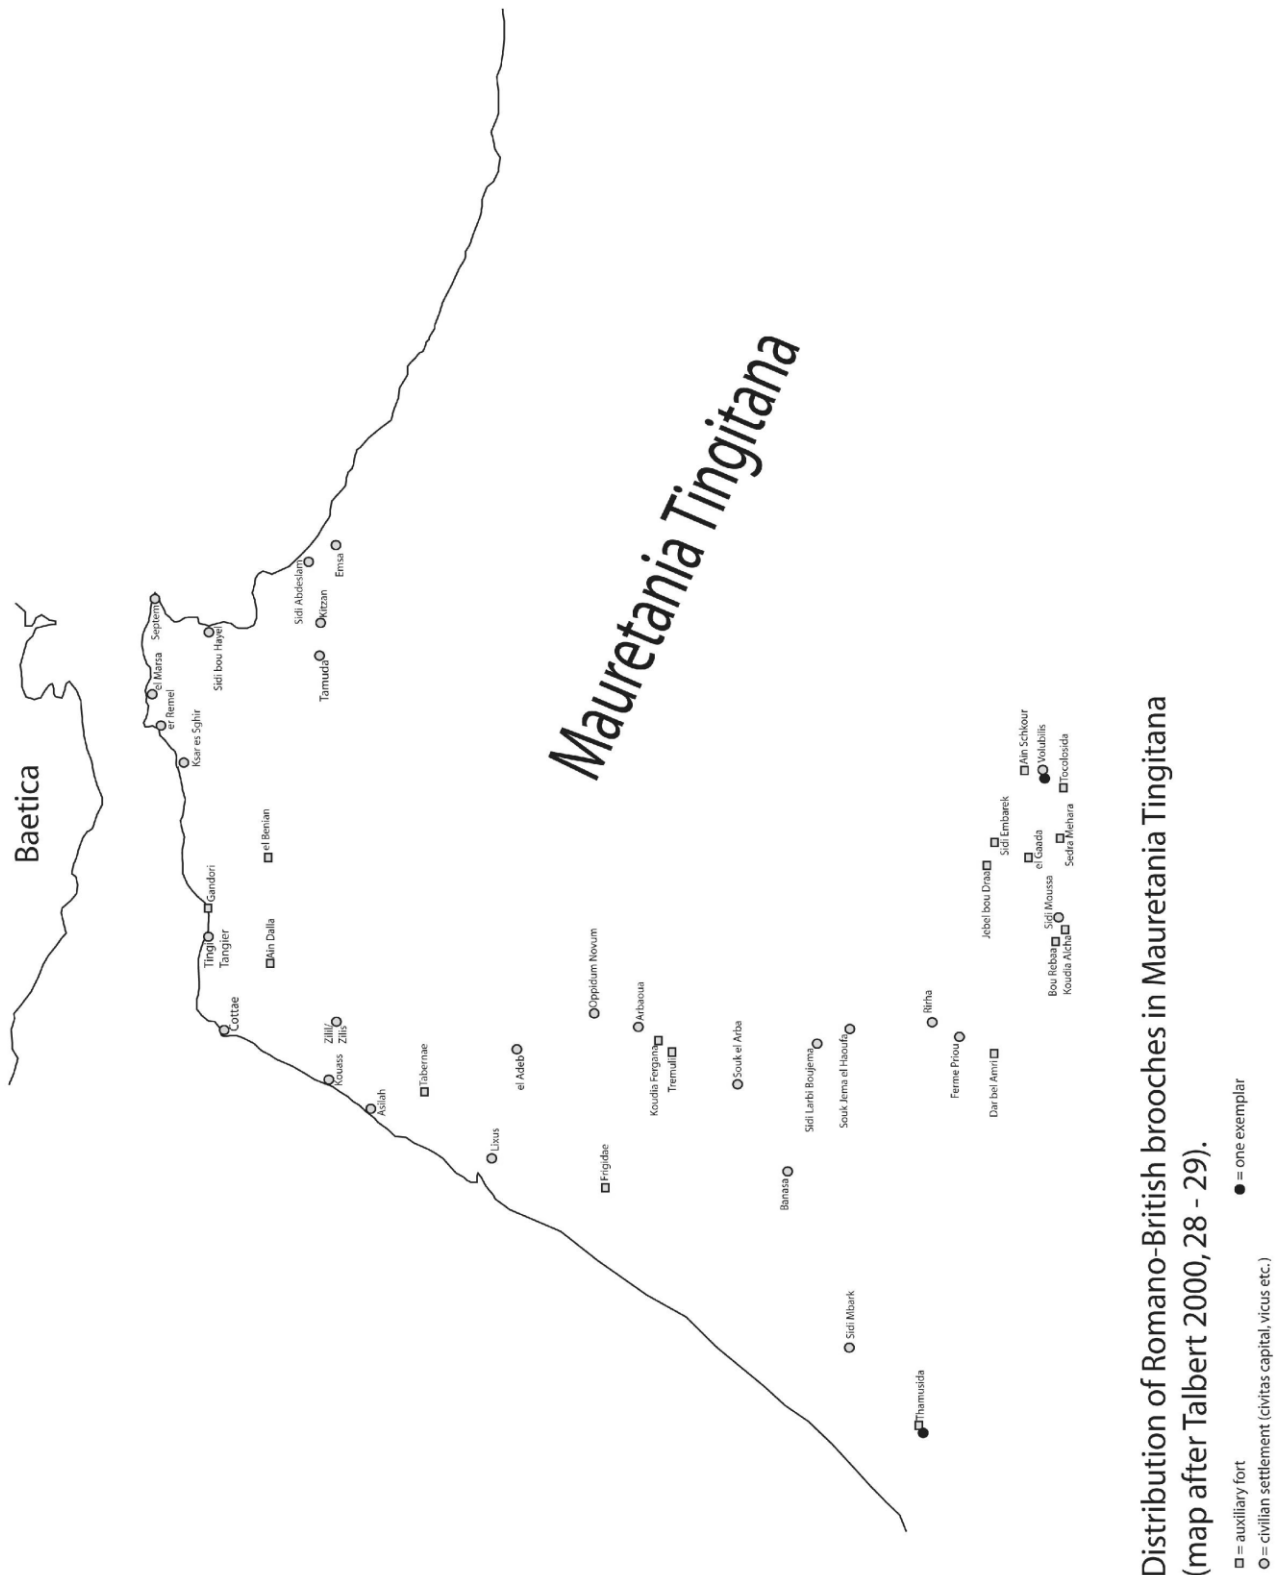 Baetica
Septem
el Marsa
er Remel
Ksar es Sghir
Sidi bou Hayel
Sidi Abdeslam
Emsa
Kitzan
Tamuda
el Benian
Gandori
Tingi
Tangier
Ain Dalla
Cottae
Zilil/
Zilis
Kouass
Asilah
Tabernae
el Adeb
Lixus
Frigidae
Oppidum Novum
Arbaoua
Koudia Fergana
Tremuli
Souk el Arba
Sidi Larbi Boujema
Souk Jema el Haoufa
Banasa
Sidi Mbark
Thamusida
Rirha
Ferme Priou
Dar bel Amri
Jebel bou Draa
Sidi Embarek
el Gaada
Sedra Mehara
Sidi Moussa
Bou Rebaa
Koudia Aicha
Ain Schkour
Volubilis
Tocolosida
Mauretania Tingitana
Distribution of Romano-British brooches in Mauretania Tingitana
(map after Talbert 2000, 28 - 29).
= auxiliary fort
= one exemplar
= civilian settlement (civitas capital, vicus etc.)